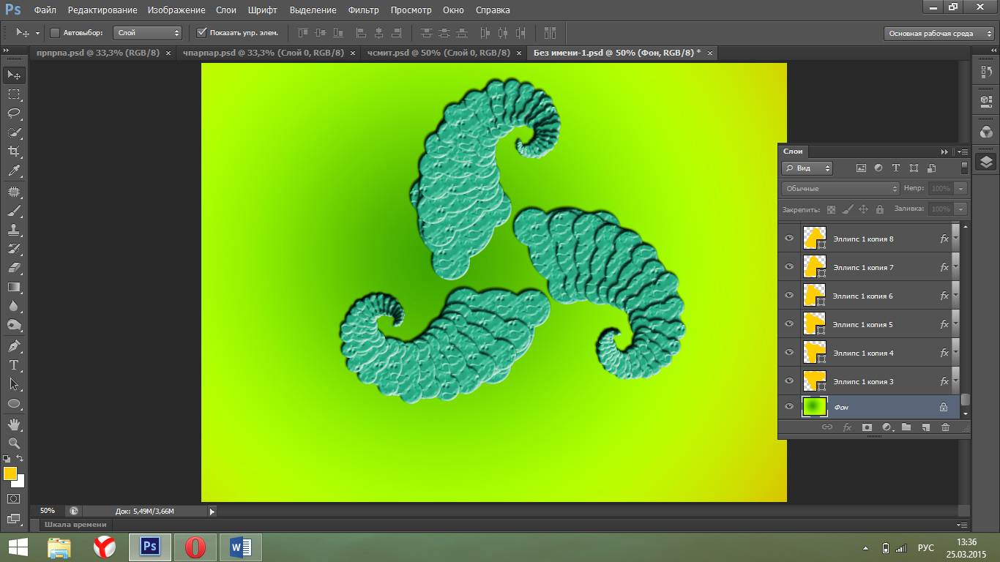 Ps Файл Редактирование Изображение Слои Шрифт Выделение Фильтр Просмотр Окно Справка
Автовыбор: Слой Показать упр. элем. Основная рабочая среда
прпрпа.psd @ 33,3% (RGB/8) × чпарпар.psd @ 33,3% (Слой 0, RGB/8) × чсмит.psd @ 50% (Слой 0, RGB/8) × Без имени-1.psd @ 50% (Фон, RGB/8) * ×
Слои
Вид
Обычные Непр: 100%
Закрепить: Заливка: 100%
Эллипс 1 копия 8 fx
Эллипс 1 копия 7 fx
Эллипс 1 копия 6 fx
Эллипс 1 копия 5 fx
Эллипс 1 копия 4 fx
Эллипс 1 копия 3 fx
Фон
fx
50% Док: 5,49M/3,66M
Шкала времени
Ps
W
РУС
13:36
25.03.2015